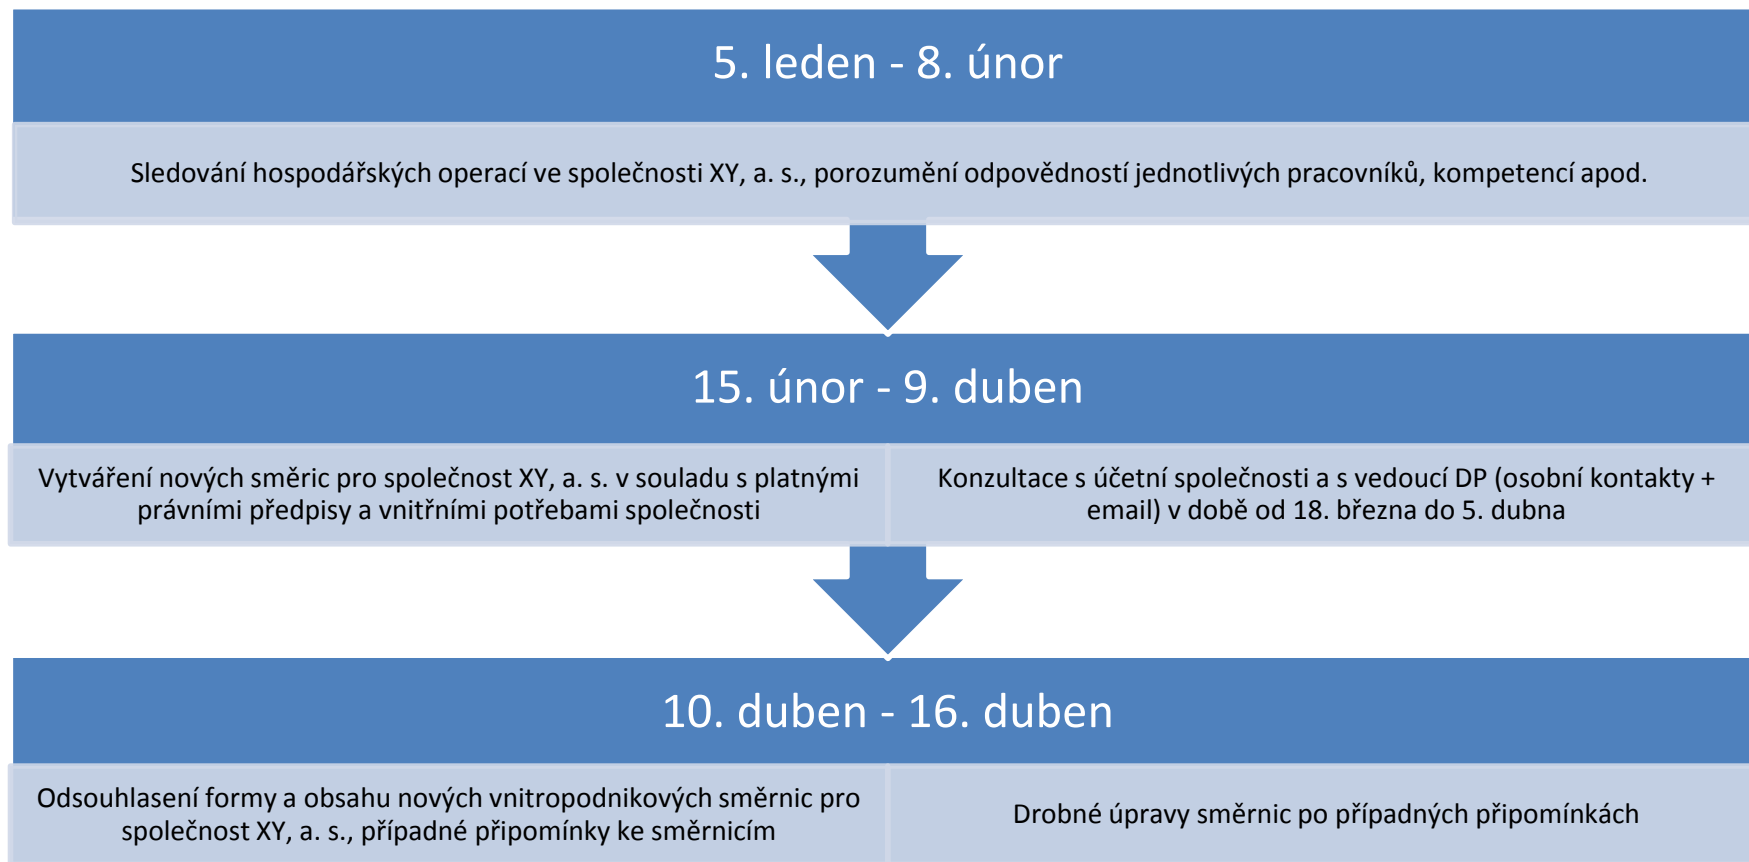 5. leden - 8. únor
Sledování hospodářských operací ve společnosti XY, a. s., porozumění odpovědností jednotlivých pracovníků, kompetencí apod.
15. únor - 9. duben
Vytváření nových směric pro společnost XY, a. s. v souladu s platnými
právními předpisy a vnitřními potřebami společnosti
Konzultace s účetní společnosti a s vedoucí DP (osobní kontakty +
email) v době od 18. března do 5. dubna
10. duben - 16. duben
Odsouhlasení formy a obsahu nových vnitropodnikových směrnic pro
společnost XY, a. s., případné připomínky ke směrnicím
Drobné úpravy směrnic po případných připomínkách